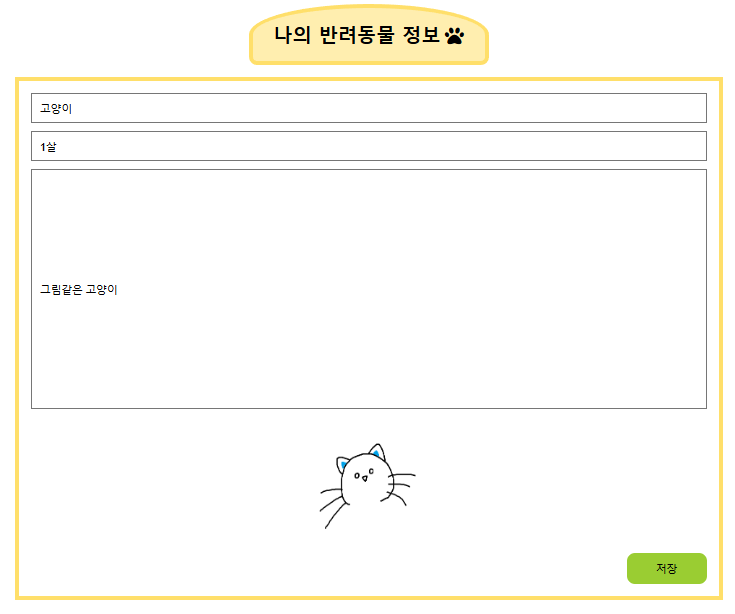 나의 반려동물 정보
고양이
1살
그림같은 고양이
저장